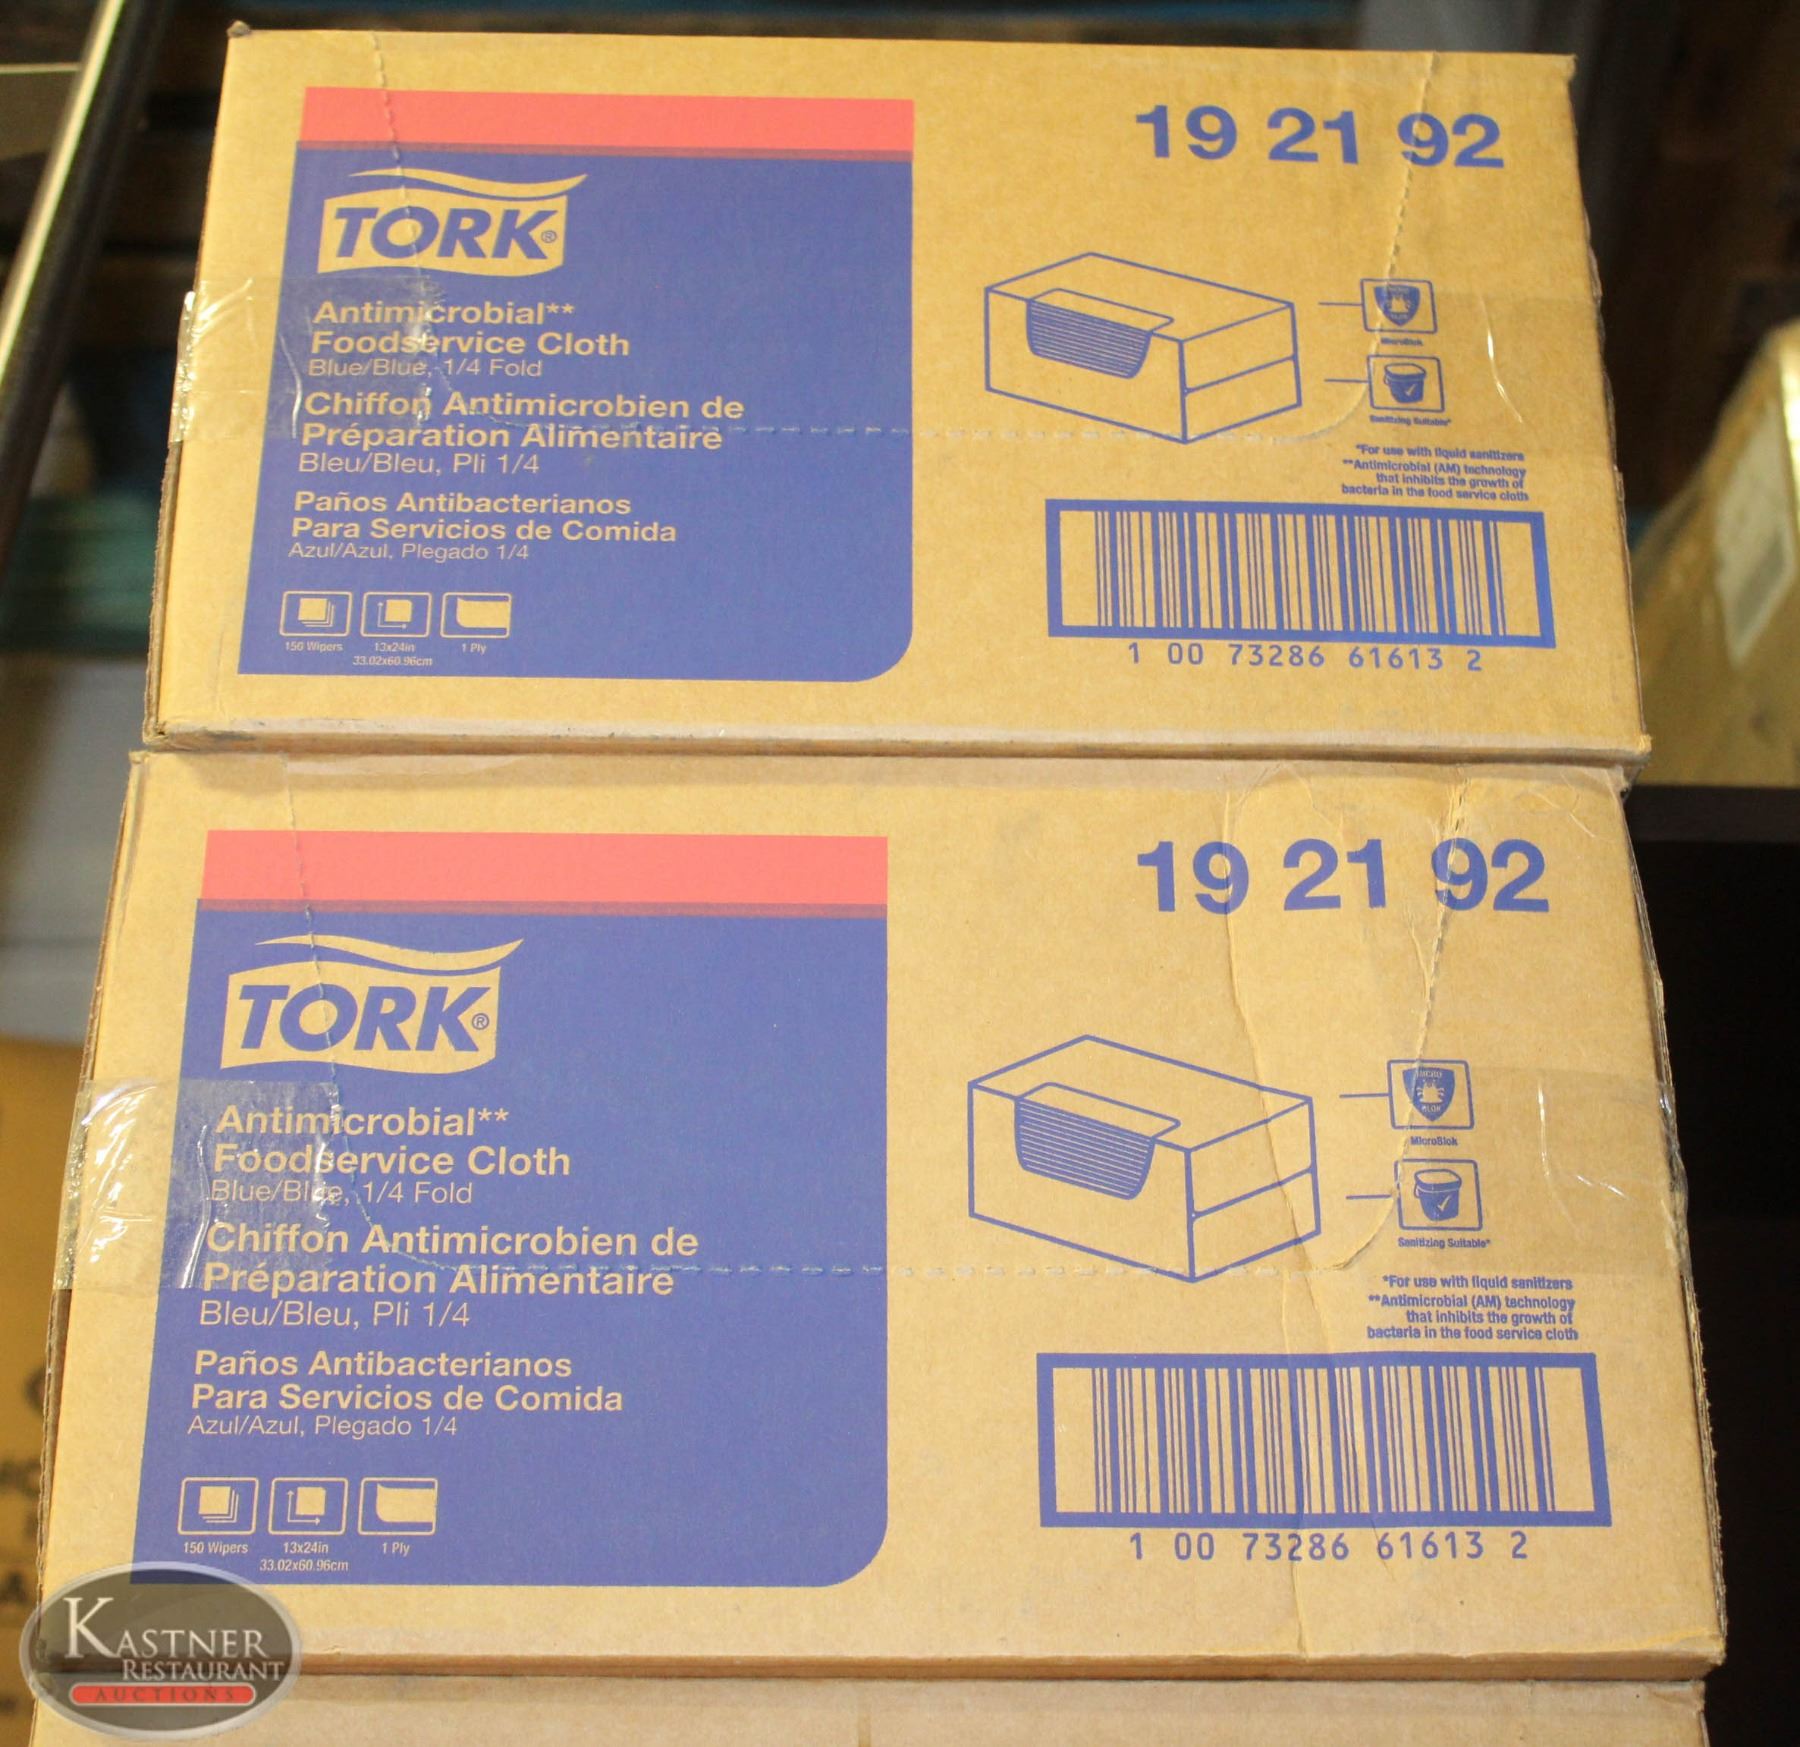 19 21 92
TORK®
Antimicrobial**
Foodservice Cloth
Blue/Blue, 1/4 Fold
Chiffon Antimicrobien de
Préparation Alimentaire
Bleu/Bleu, Pli 1/4
Paños Antibacterianos
Para Servicios de Comida
Azul/Azul, Plegado 1/4
150 Wipers
13x24in
33.02x60.96cm
1 Ply
MicroBlok
Sanitizing Suitable*
*For use with liquid sanitizers
**Antimicrobial (AM) technology
that inhibits the growth of
bacteria in the food service cloth
1 00 73286 61613 2
19 21 92
TORK®
Antimicrobial**
Foodservice Cloth
Blue/Blue, 1/4 Fold
Chiffon Antimicrobien de
Préparation Alimentaire
Bleu/Bleu, Pli 1/4
Paños Antibacterianos
Para Servicios de Comida
Azul/Azul, Plegado 1/4
150 Wipers
13x24in
33.02x60.96cm
1 Ply
MICRO
BLOK
MicroBlok
Sanitizing Suitable*
*For use with liquid sanitizers
**Antimicrobial (AM) technology
that inhibits the growth of
bacteria in the food service cloth
1 00 73286 61613 2
KASTNER
RESTAURANT
AUCTIONS